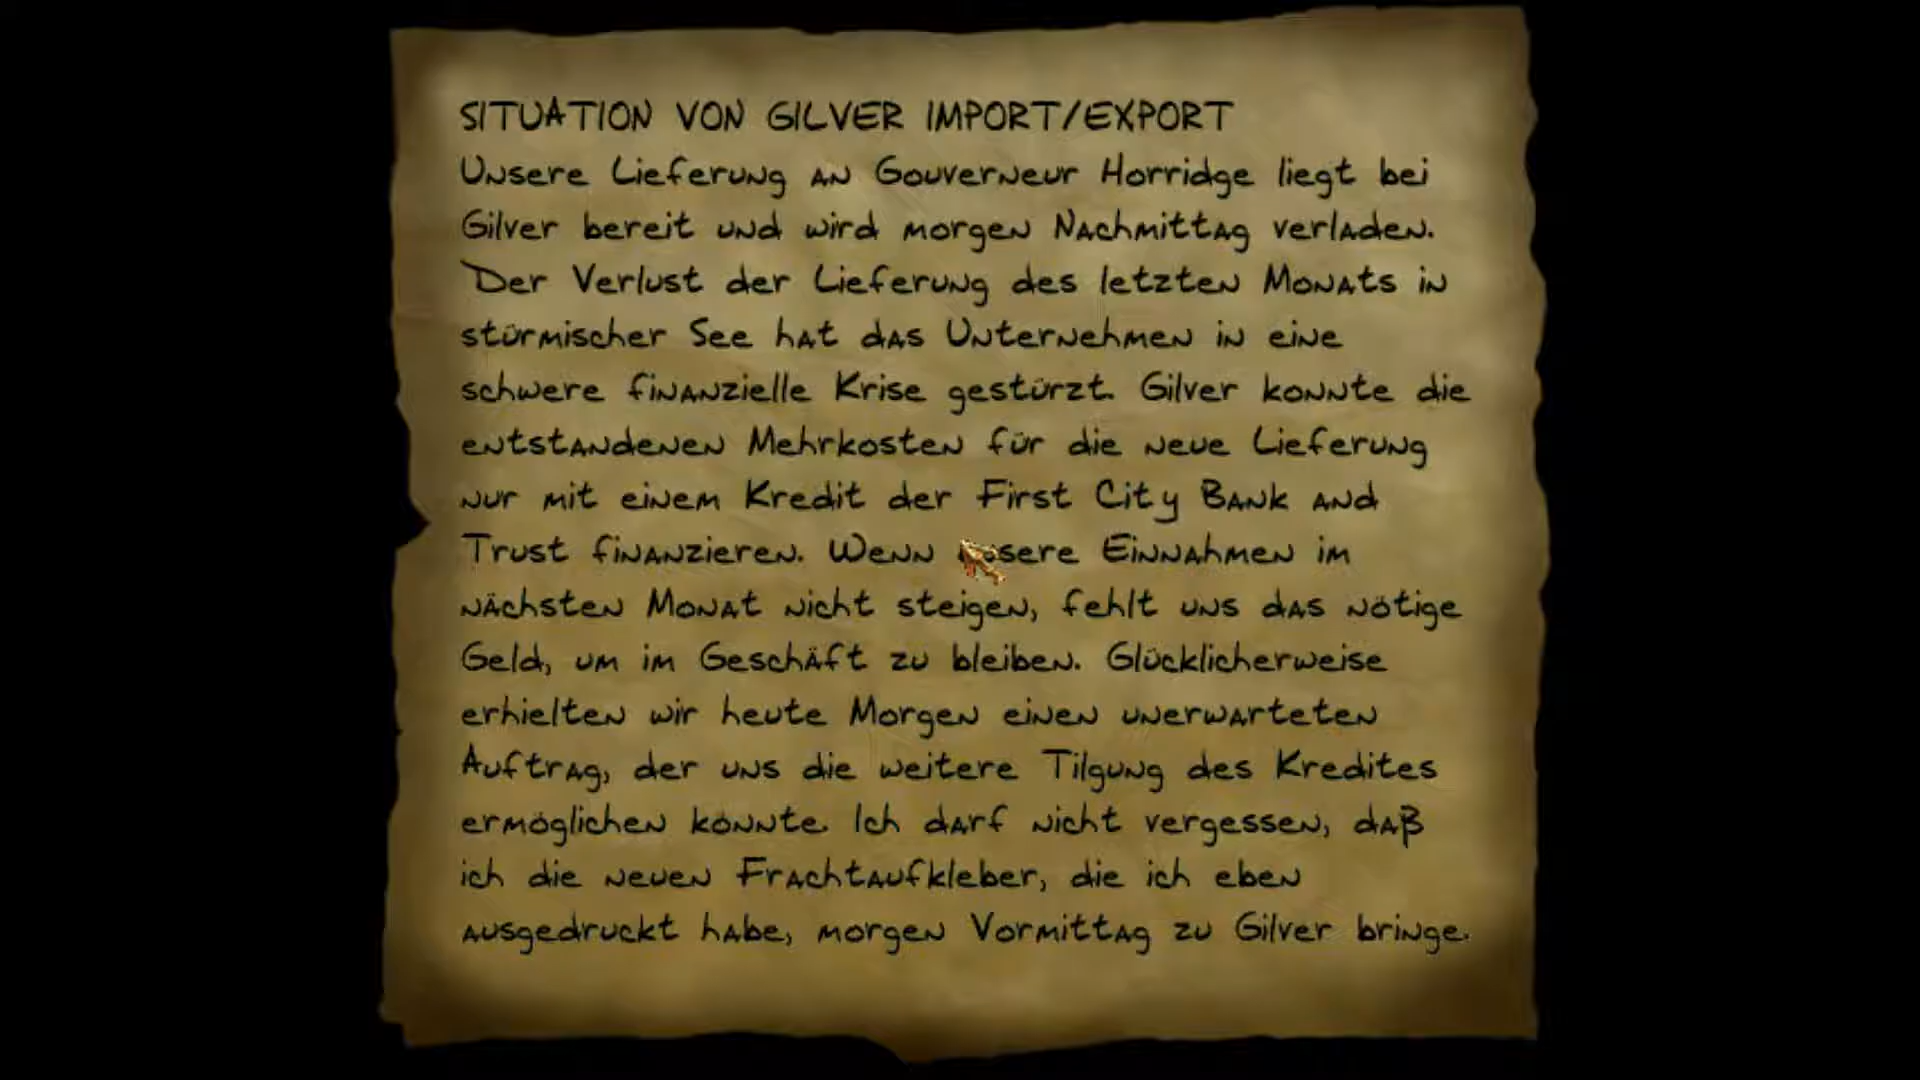 SITUATION VON GILVER IMPORT/EXPORT
Unsere Lieferung an Gouverneur Horridge liegt bei
Gilver bereit und wird morgen Nachmittag verladen.
Der Verlust der Lieferung des letzten Monats in
stürmischer See hat das Unternehmen in eine
schwere finanzielle Krise gestürzt. Gilver konnte die
entstandenen Mehrkosten für die neue Lieferung
nur mit einem Kredit der First City Bank and
Trust finanzieren. Wenn unsere Einnahmen im
nächsten Monat nicht steigen, fehlt uns das nötige
Geld, um im Geschäft zu bleiben. Glücklicherweise
erhielten wir heute Morgen einen unerwarteten
Auftrag, der uns die weitere Tilgung des Kredites
ermöglichen könnte. Ich darf nicht vergessen, daß
ich die neuen Frachtaufkleber, die ich eben
ausgedruckt habe, morgen Vormittag zu Gilver bringe.